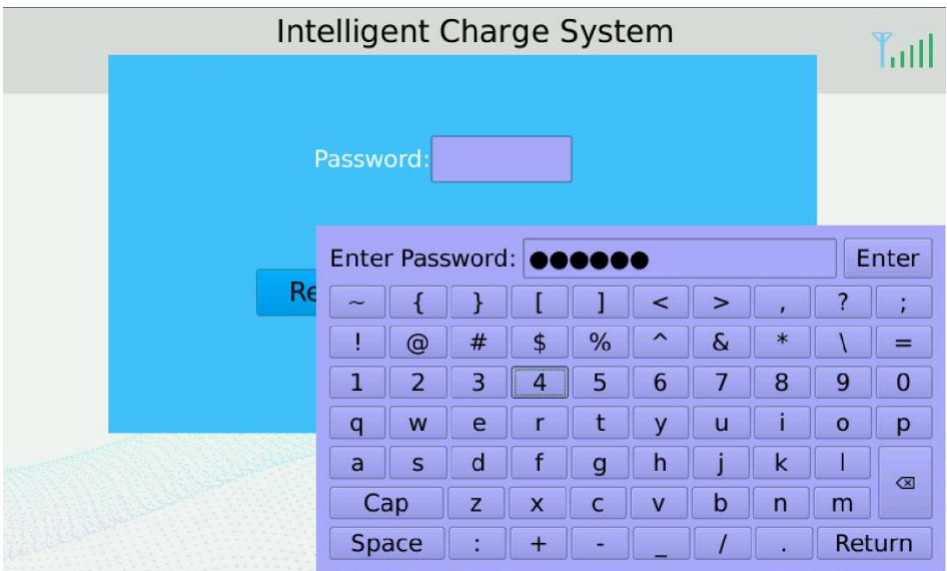 Intelligent Charge System
Password:
Enter Password: ●●●●●● Enter
Re
~ { } [ ] < > , ? ;
! @ # $ % ^ & * \ =
1 2 3 4 5 6 7 8 9 0
q w e r t y u i o p
a s d f g h j k l
Cap z x c v b n m
Space : + - _ / . Return